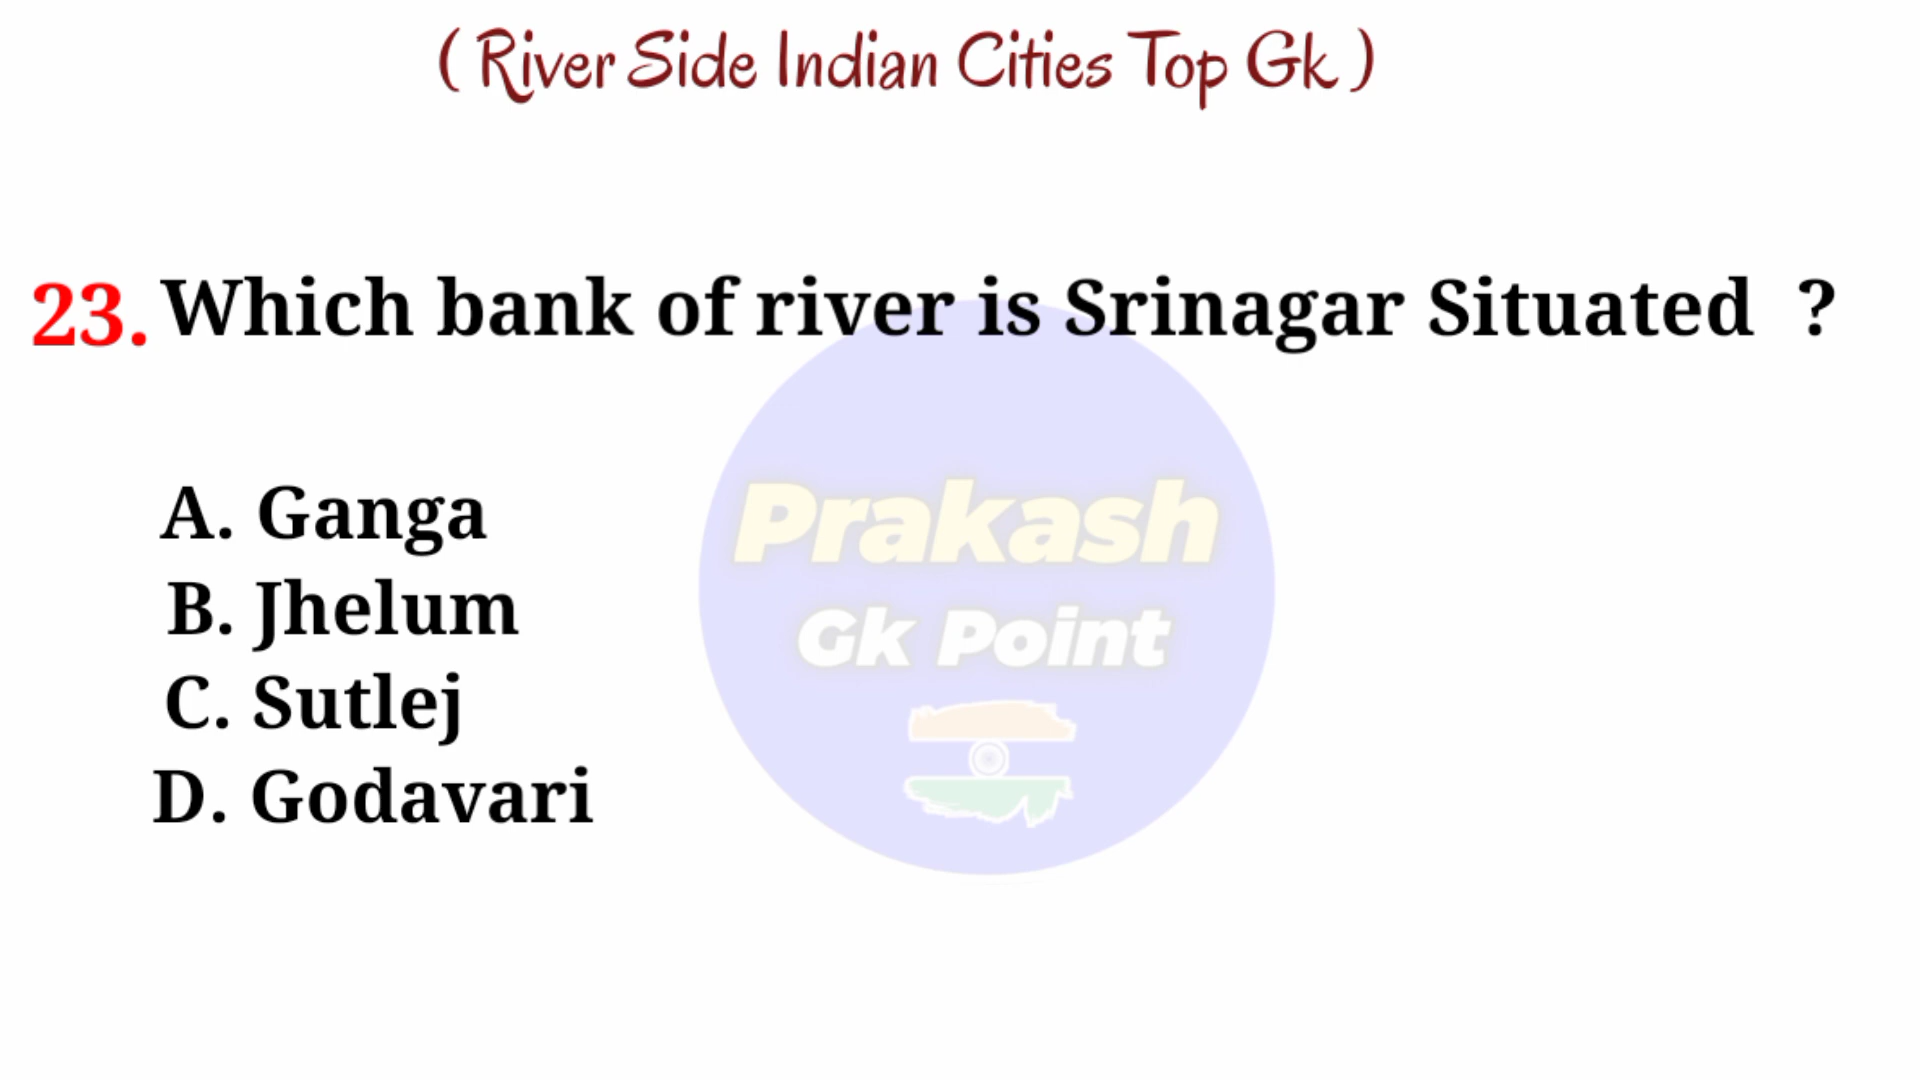 ( River Side Indian Cities Top Gk )
23. Which bank of river is Srinagar Situated ?
A. Ganga
B. Jhelum
C. Sutlej
D. Godavari
Prakash
Gk Point